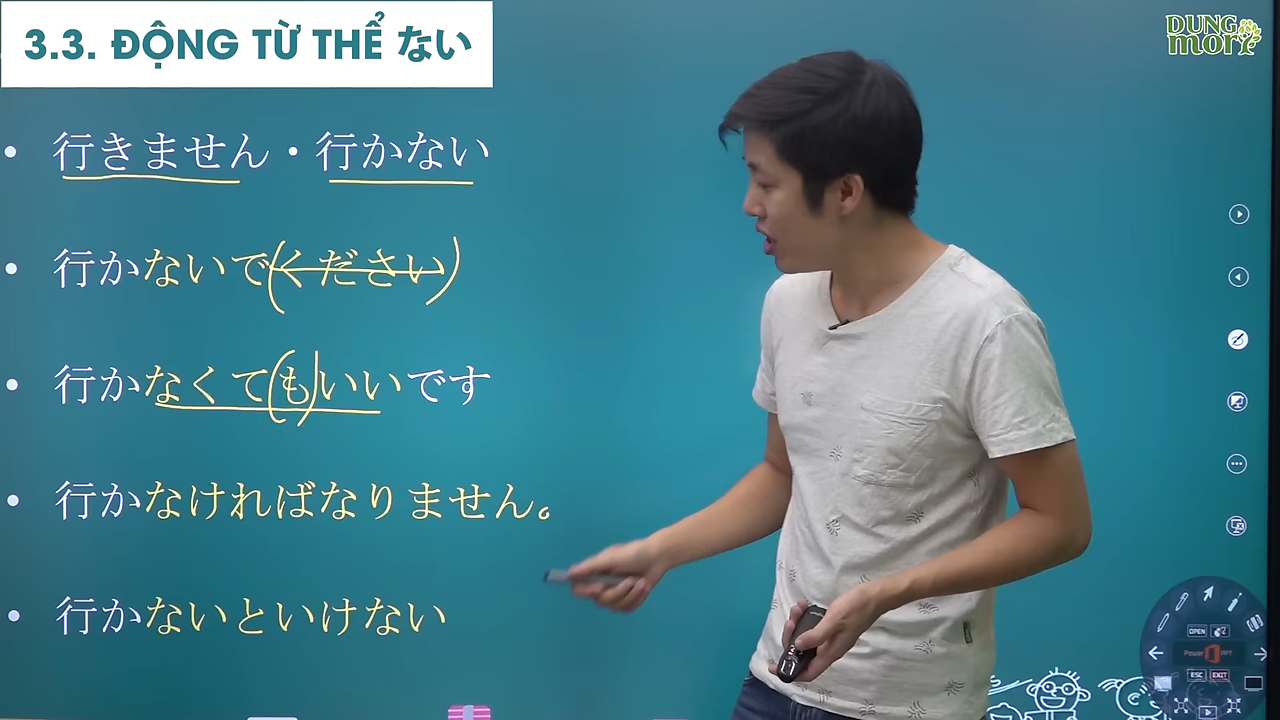 3.3. ĐỘNG TỪ THỂ ない
DUNG
mori
行きません・行かない
行かないで(ください)
行かなくて(も)いいです
行かなければなりません。
行かないといけない
OPEN
PowerPPT
ESC EXIT